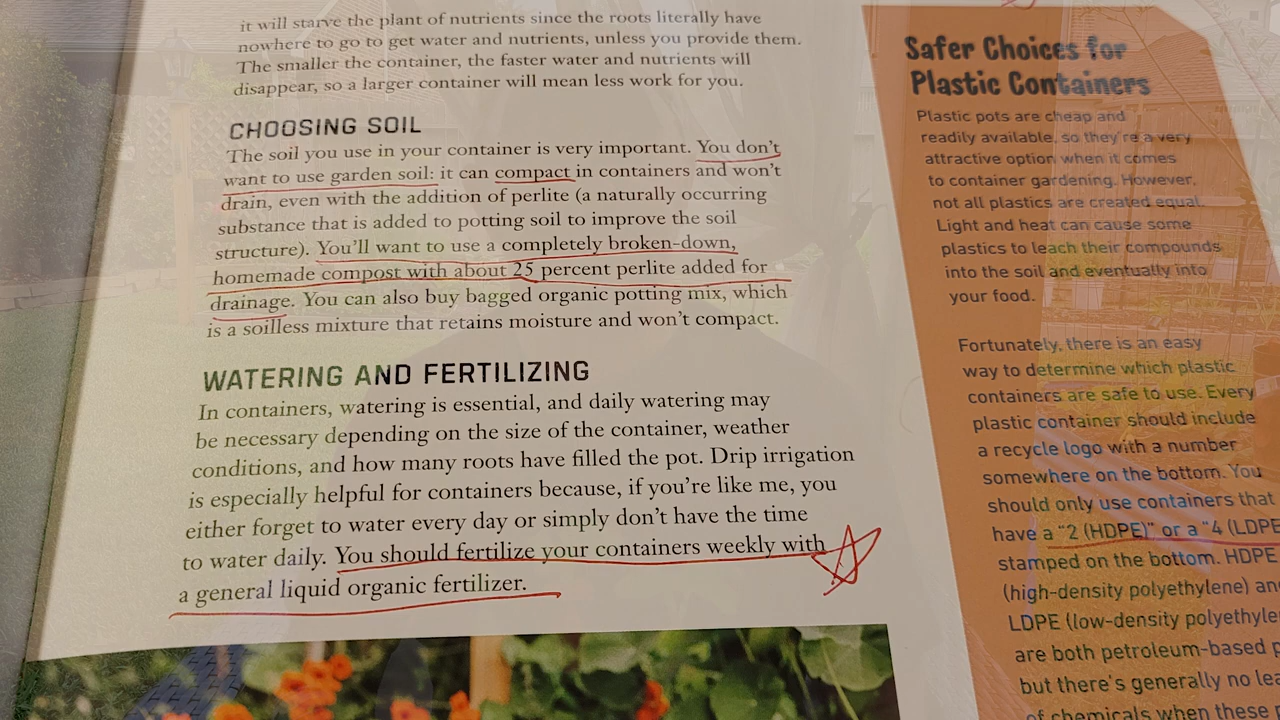 it will starve the plant of nutrients since the roots literally have
nowhere to go to get water and nutrients, unless you provide them.
The smaller the container, the faster water and nutrients will
disappear, so a larger container will mean less work for you.
CHOOSING SOIL
The soil you use in your container is very important. You don't
want to use garden soil: it can compact in containers and won't
drain, even with the addition of perlite (a naturally occurring
substance that is added to potting soil to improve the soil
structure). You'll want to use a completely broken-down,
homemade compost with about 25 percent perlite added for
drainage. You can also buy bagged organic potting mix, which
is a soilless mixture that retains moisture and won't compact.
WATERING AND FERTILIZING
In containers, watering is essential, and daily watering may
be necessary depending on the size of the container, weather
conditions, and how many roots have filled the pot. Drip irrigation
is especially helpful for containers because, if you're like me, you
either forget to water every day or simply don't have the time
to water daily. You should fertilize your containers weekly with
a general liquid organic fertilizer.
Safer Choices for
Plastic Containers
Plastic pots are cheap and
readily available, so they're a very
attractive option when it comes
to container gardening. However,
not all plastics are created equal.
Light and heat can cause some
plastics to leach their compounds
into the soil and eventually into
your food.
Fortunately, there is an easy
way to determine which plastic
containers are safe to use. Every
plastic container should include
a recycle logo with a number
somewhere on the bottom. You
should only use containers that
have a "2 (HDPE)" or a "4 (LDPE
stamped on the bottom. HDPE
(high-density polyethylene) an
LDPE (low-density polyethyle
are both petroleum-based p
but there's generally no lea
of chemicals when these